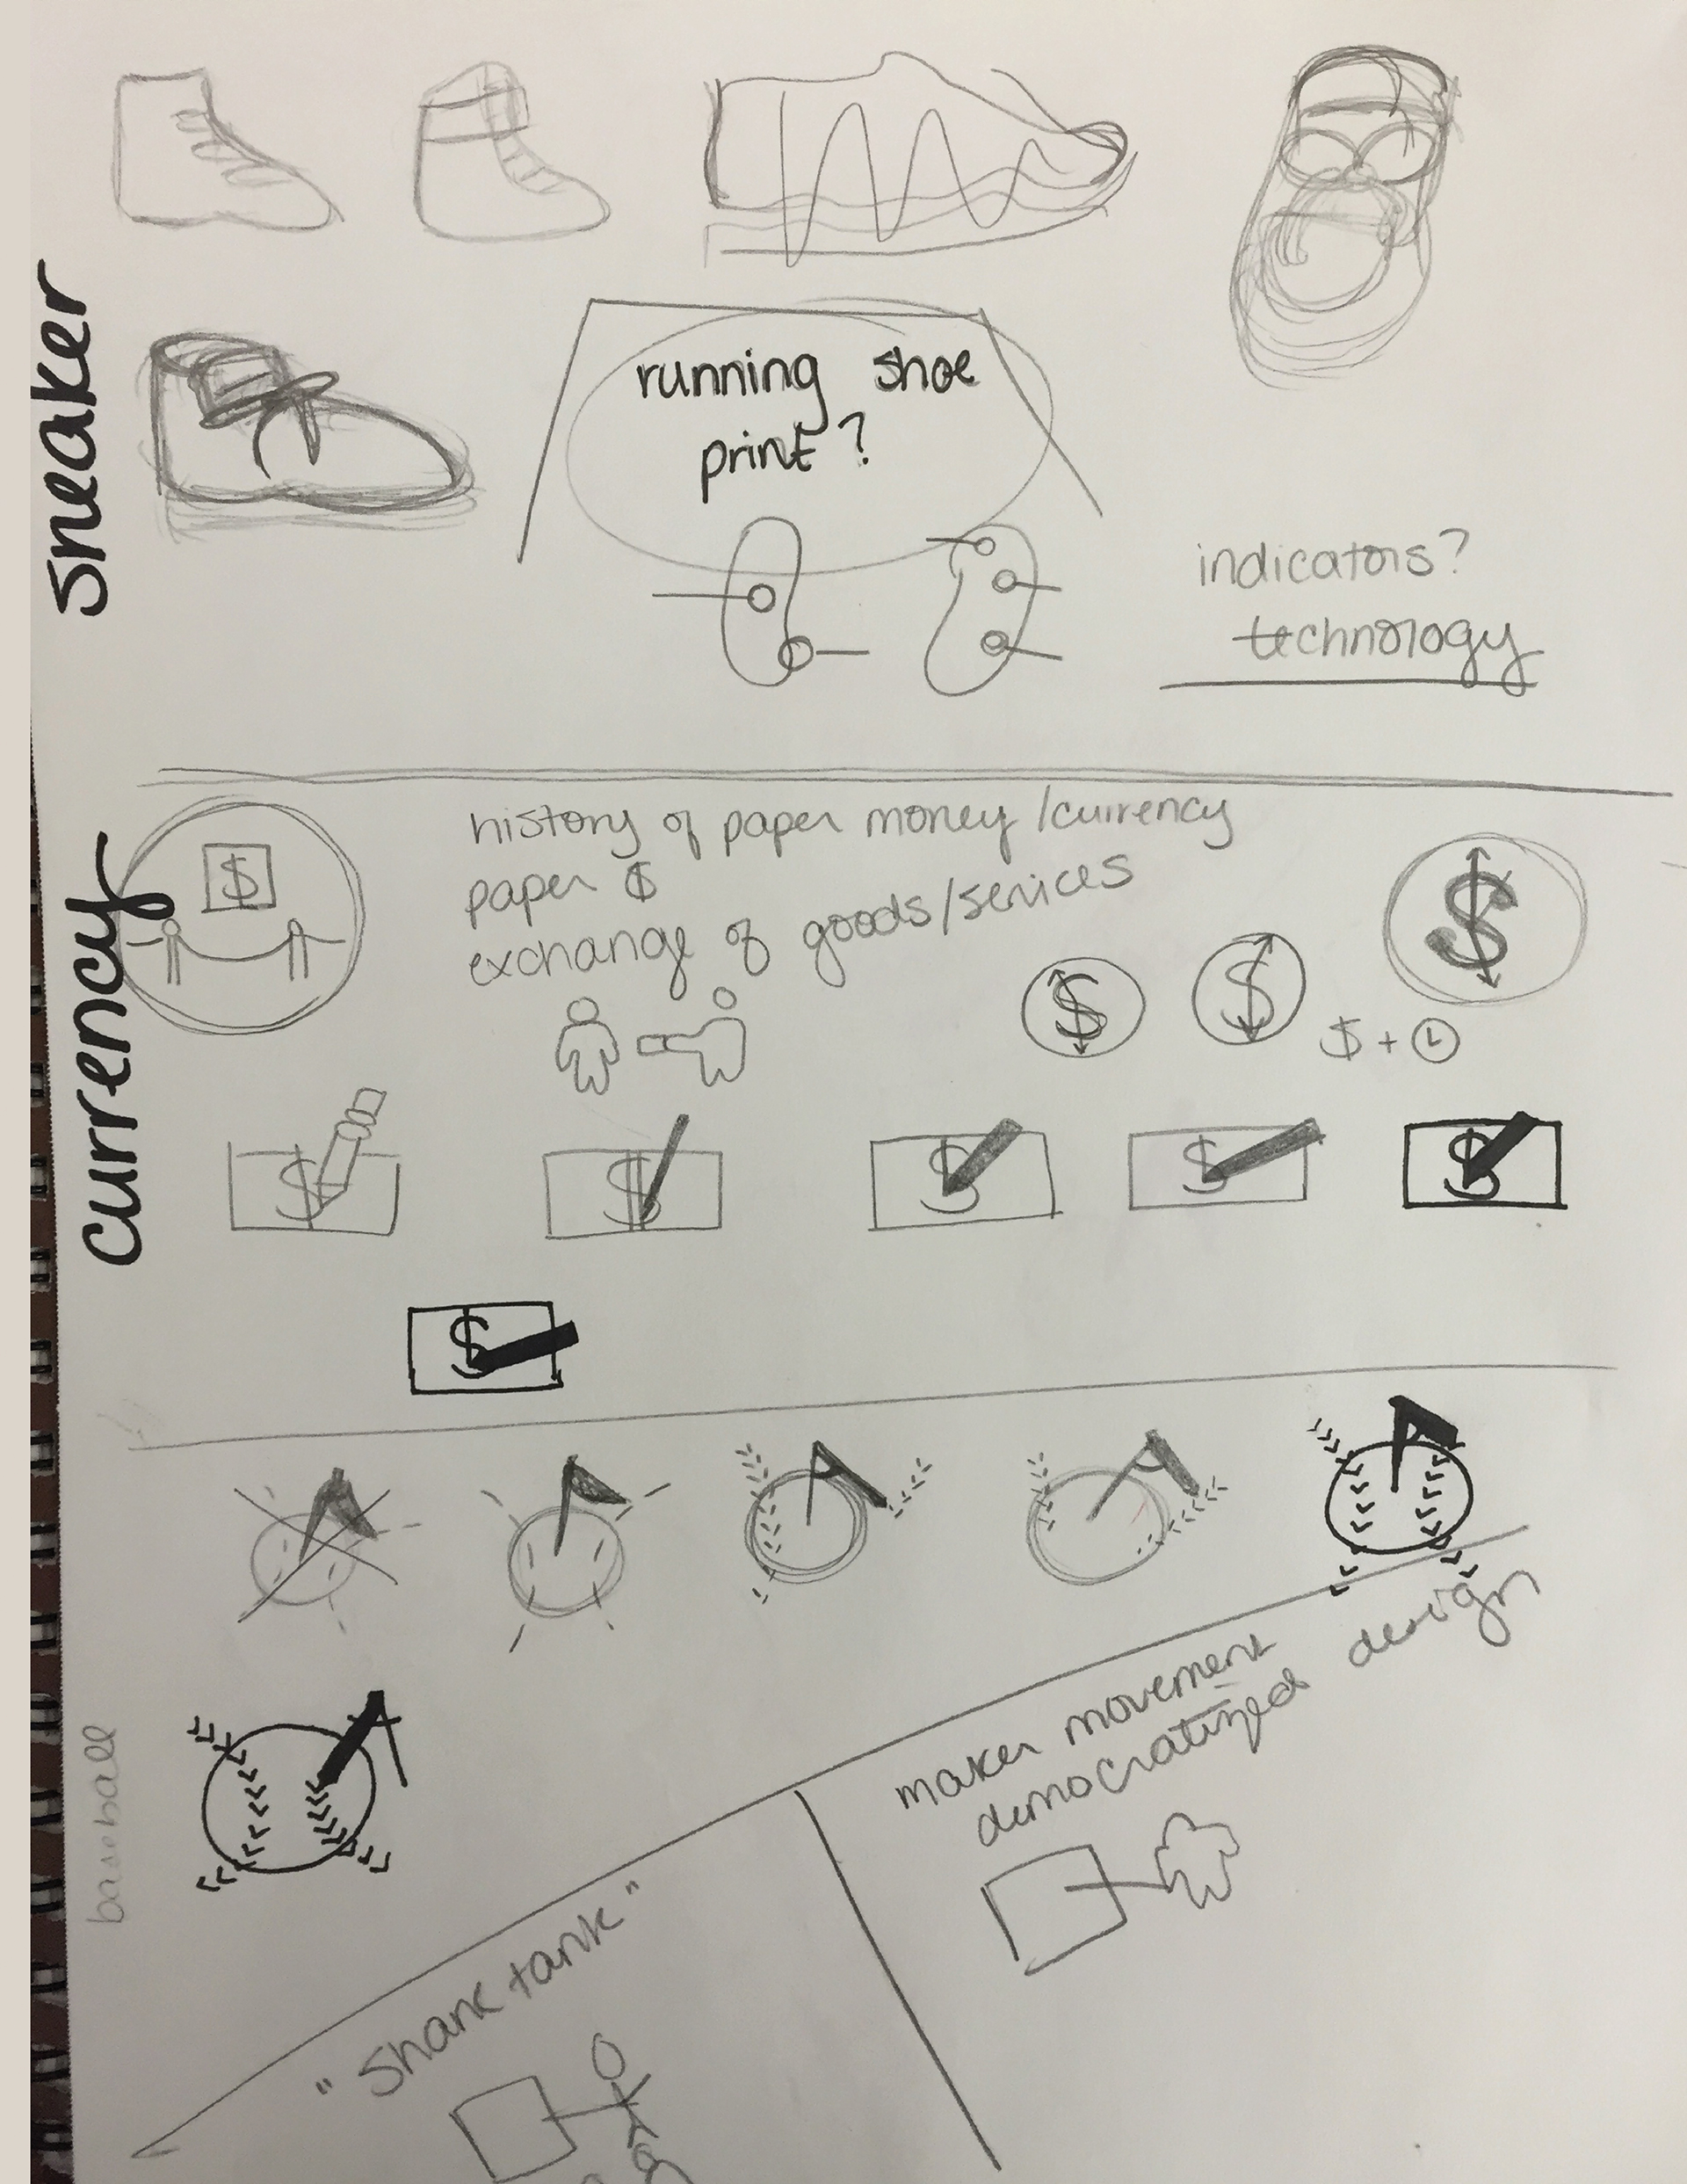 sneaker
running shoe
print?
indicators?
technology
currency
history of paper money/currency
paper $
exchange of goods/services
$
$
$
$
$ +
$
$
$
$
$
$
baseball
maker movement
democratized design
"Shark tank"